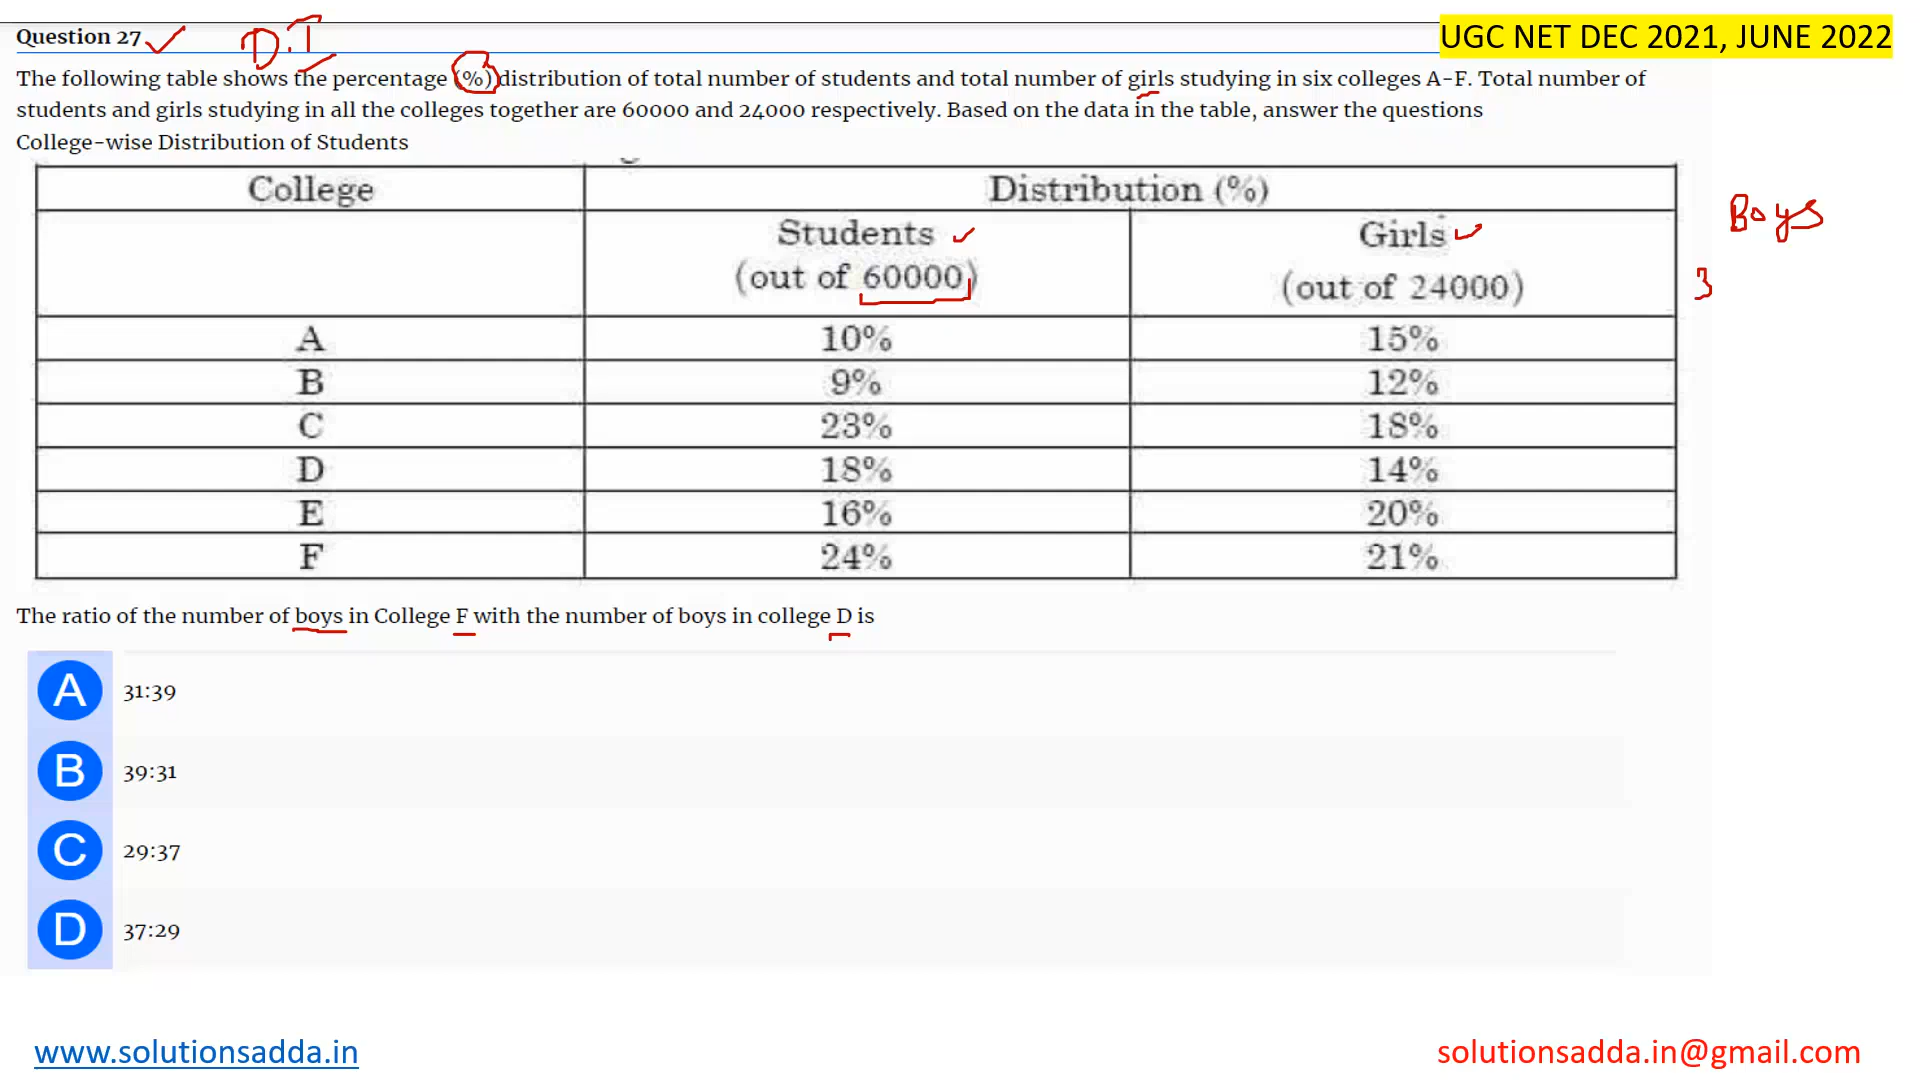 Question 27
D.I
UGC NET DEC 2021, JUNE 2022
The following table shows the percentage (%) distribution of total number of students and total number of girls studying in six colleges A-F. Total number of
students and girls studying in all the colleges together are 60000 and 24000 respectively. Based on the data in the table, answer the questions
College-wise Distribution of Students
College Distribution (%)
Boys
Students Girls
(out of 60000) (out of 24000)
3
A 10% 15%
B 9% 12%
C 23% 18%
D 18% 14%
E 16% 20%
F 24% 21%
The ratio of the number of boys in College F with the number of boys in college D is
A 31:39
B 39:31
C 29:37
D 37:29
www.solutionsadda.in
solutionsadda.in@gmail.com